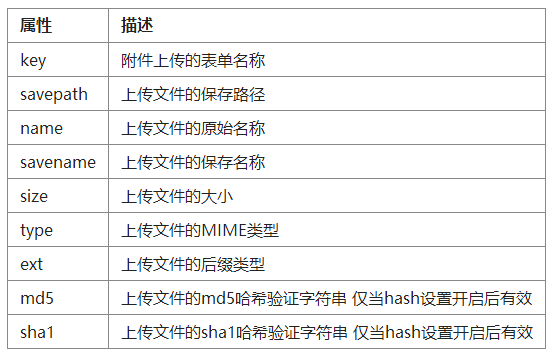 属性 描述
key 附件上传的表单名称
savepath 上传文件的保存路径
name 上传文件的原始名称
savename 上传文件的保存名称
size 上传文件的大小
type 上传文件的MIME类型
ext 上传文件的后缀类型
md5 上传文件的md5哈希验证字符串 仅当hash设置开启后有效
sha1 上传文件的sha1哈希验证字符串 仅当hash设置开启后有效